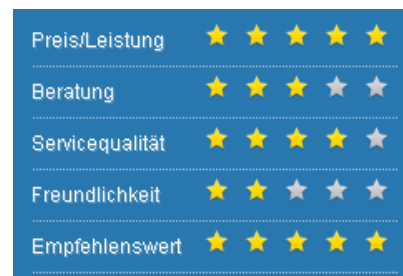 Preis/Leistung
Beratung
Servicequalität
Freundlichkeit
Empfehlenswert